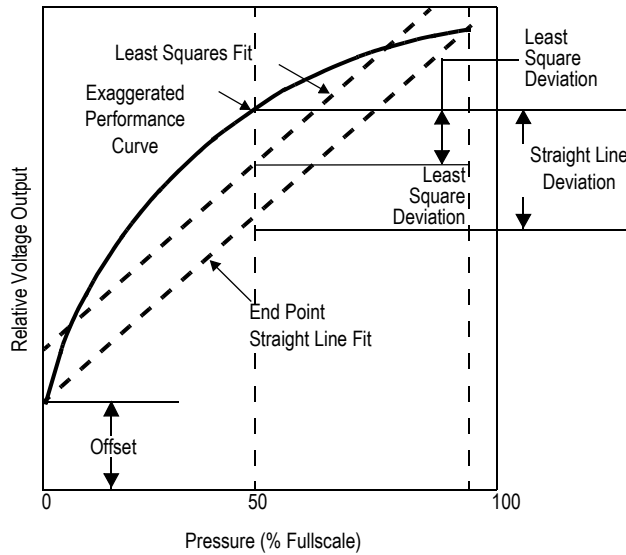 Least
Square
Deviation
Least Squares Fit
Exaggerated
Performance
Curve
Straight Line
Deviation
Least
Square
Deviation
Relative Voltage Output
End Point
Straight Line Fit
Offset
0
50
100
Pressure (% Fullscale)